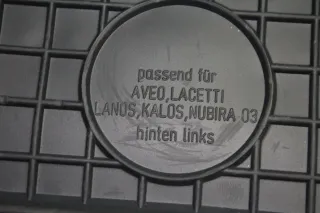 passend für
AVEO,LACETTI
LANOS,KALOS,NUBIRA 03
hinten links